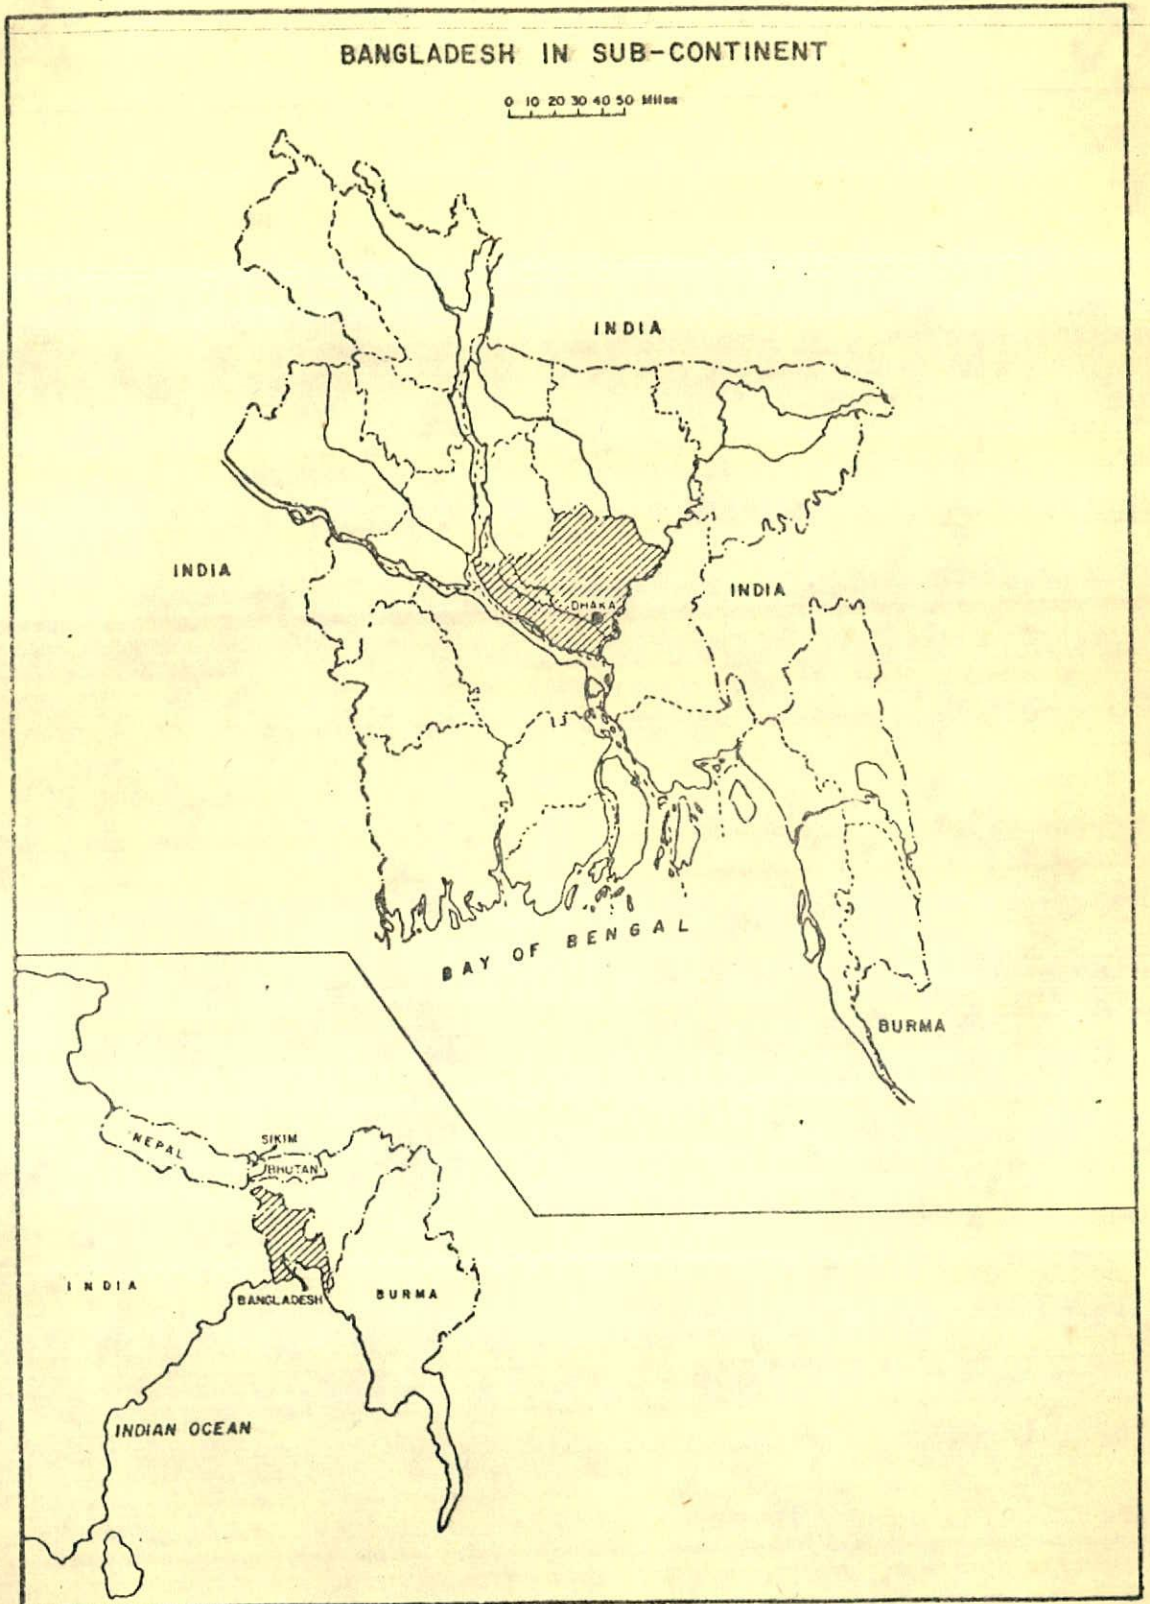 BANGLADESH IN SUB-CONTINENT
0 10 20 30 40 50 Miles
INDIA
INDIA
INDIA
DHAKA
BAY OF BENGAL
BURMA
NEPAL
SIKIM
BHUTAN
INDIA
BANGLADESH
BURMA
INDIAN OCEAN